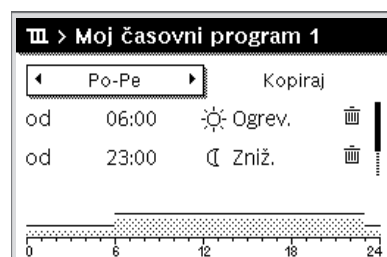 > Moj časovni program 1
Po-Pe Kopiraj
od 06:00 Ogrev.
od 23:00 Zniž.
0 6 12 18 24